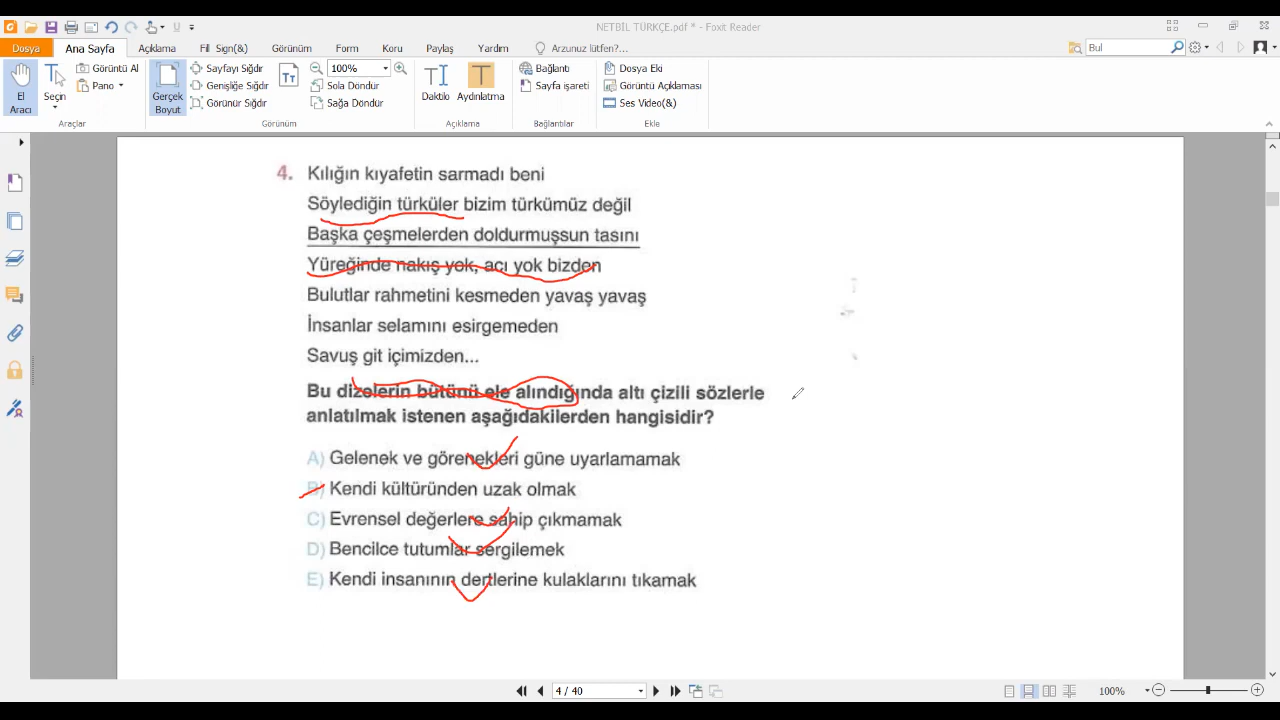 NETBİL TÜRKÇE.pdf * - Foxit Reader
Dosya Ana Sayfa Açıklama Fil Sign(&) Görünüm Form Koru Paylaş Yardım Arzunuz lütfen?... Bul
El Aracı
Seçin
Görüntü Al
Pano
Gerçek Boyut
Sayfayı Sığdır
Genişliğe Sığdır
Görünür Sığdır
100%
Sola Döndür
Sağa Döndür
Daktilo
Aydınlatma
Bağlantı
Sayfa işareti
Dosya Eki
Görüntü Açıklaması
Ses Video(&)
Araçlar Görünüm Açıklama Bağlantılar Ekle
4. Kılığın kıyafetin sarmadı beni
Söylediğin türküler bizim türkümüz değil
Başka çeşmelerden doldurmuşsun tasını
Yüreğinde nakış yok, acı yok bizden
Bulutlar rahmetini kesmeden yavaş yavaş
İnsanlar selamını esirgemeden
Savuş git içimizden...
Bu dizelerin bütünü ele alındığında altı çizili sözlerle
anlatılmak istenen aşağıdakilerden hangisidir?
A) Gelenek ve görenekleri güne uyarlamamak
B) Kendi kültüründen uzak olmak
C) Evrensel değerlere sahip çıkmamak
D) Bencilce tutumlar sergilemek
E) Kendi insanının dertlerine kulaklarını tıkamak
4 / 40
100%